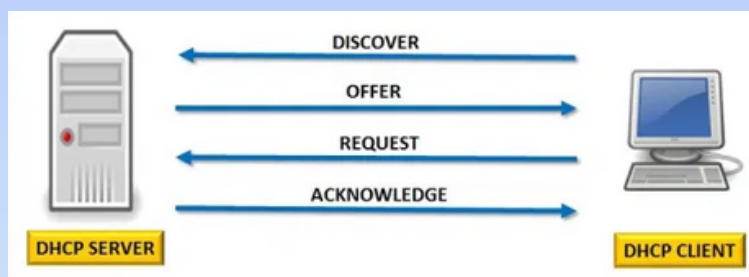 DISCOVER
OFFER
REQUEST
ACKNOWLEDGE
DHCP SERVER
DHCP CLIENT